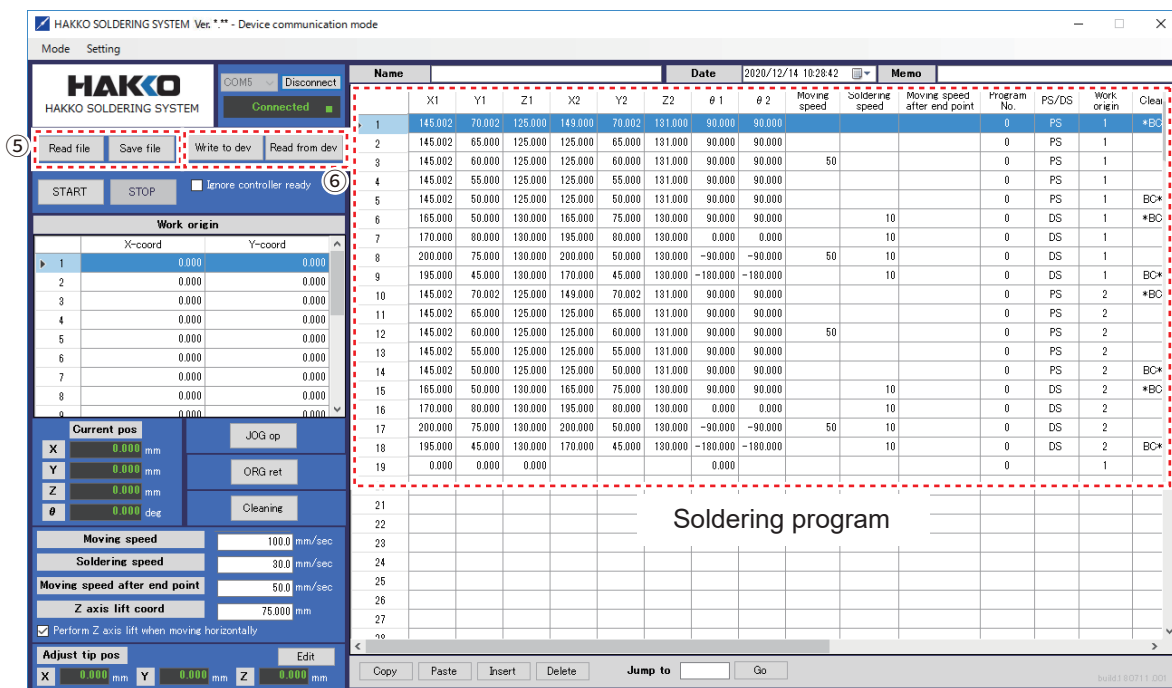 HAKKO SOLDERING SYSTEM Ver. *.** - Device communication mode
Mode Setting
HAKKO
HAKKO SOLDERING SYSTEM
COM5 Disconnect
Connected
⑤
Read file Save file Write to dev Read from dev
⑥
START STOP Ignore controller ready
Work origin
X-coord Y-coord
1 0.000 0.000
2 0.000 0.000
3 0.000 0.000
4 0.000 0.000
5 0.000 0.000
6 0.000 0.000
7 0.000 0.000
8 0.000 0.000
9 0.000 0.000
Current pos
X 0.000 mm
Y 0.000 mm
Z 0.000 mm
θ 0.000 deg
JOG op
ORG ret
Cleaning
Moving speed 100.0 mm/sec
Soldering speed 30.0 mm/sec
Moving speed after end point 50.0 mm/sec
Z axis lift coord 75.000 mm
Perform Z axis lift when moving horizontally
Adjust tip pos Edit
X 0.000 mm Y 0.000 mm Z 0.000 mm
Name Date 2020/12/14 10:28:42 Memo
X1 Y1 Z1 X2 Y2 Z2 θ1 θ2 Moving speed Soldering speed Moving speed after end point Program No. PS/DS Work origin Clea
1 145.002 70.002 125.000 149.000 70.002 131.000 90.000 90.000 0 PS 1 *BC
2 145.002 65.000 125.000 125.000 65.000 131.000 90.000 90.000 0 PS 1
3 145.002 60.000 125.000 125.000 60.000 131.000 90.000 90.000 50 0 PS 1
4 145.002 55.000 125.000 125.000 55.000 131.000 90.000 90.000 0 PS 1
5 145.002 50.000 125.000 125.000 50.000 131.000 90.000 90.000 0 PS 1 BC*
6 165.000 50.000 130.000 165.000 75.000 130.000 90.000 90.000 10 0 DS 1 *BC
7 170.000 80.000 130.000 195.000 80.000 130.000 0.000 0.000 10 0 DS 1
8 200.000 75.000 130.000 200.000 50.000 130.000 -90.000 -90.000 50 10 0 DS 1
9 195.000 45.000 130.000 170.000 45.000 130.000 -180.000 -180.000 10 0 DS 1 BC*
10 145.002 70.002 125.000 149.000 70.002 131.000 90.000 90.000 0 PS 2 *BC
11 145.002 65.000 125.000 125.000 65.000 131.000 90.000 90.000 0 PS 2
12 145.002 60.000 125.000 125.000 60.000 131.000 90.000 90.000 50 0 PS 2
13 145.002 55.000 125.000 125.000 55.000 131.000 90.000 90.000 0 PS 2
14 145.002 50.000 125.000 125.000 50.000 131.000 90.000 90.000 0 PS 2 BC*
15 165.000 50.000 130.000 165.000 75.000 130.000 90.000 90.000 10 0 DS 2 *BC
16 170.000 80.000 130.000 195.000 80.000 130.000 0.000 0.000 10 0 DS 2
17 200.000 75.000 130.000 200.000 50.000 130.000 -90.000 -90.000 50 10 0 DS 2
18 195.000 45.000 130.000 170.000 45.000 130.000 -180.000 -180.000 10 0 DS 2 BC*
19 0.000 0.000 0.000 0.000 0 1
21
22
23
24
25
26
27
28
Soldering program
Copy Paste Insert Delete Jump to Go
build.180711.001